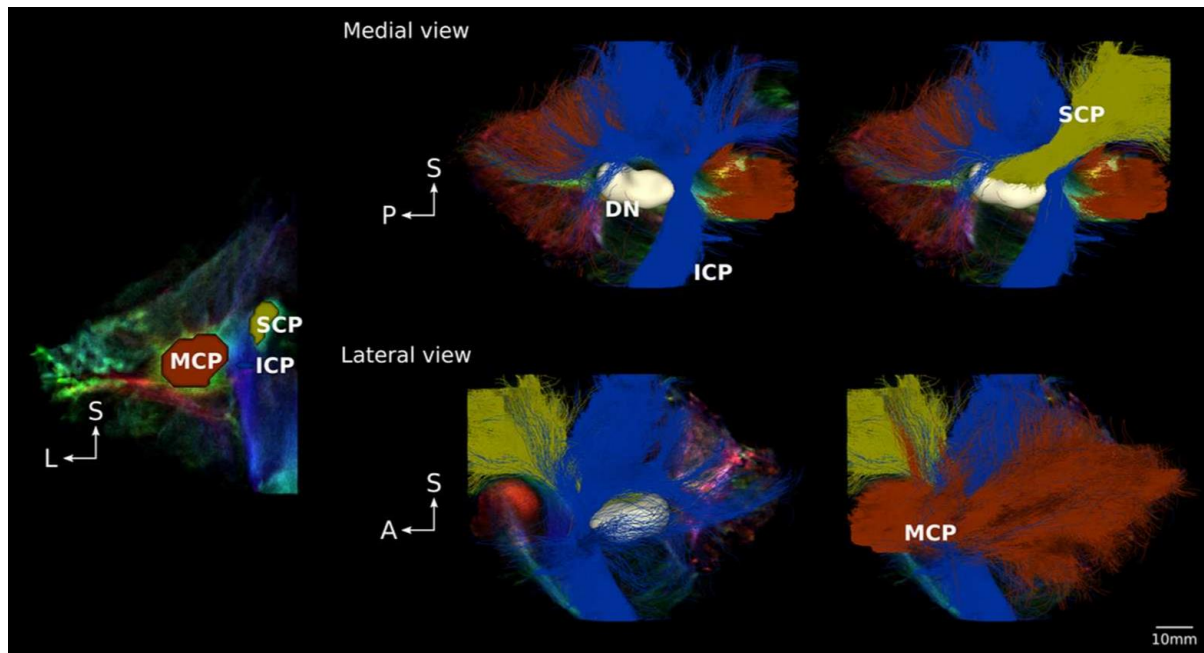 Medial view
SCP
S
P
DN
ICP
SCP
MCP
ICP
S
L
Lateral view
S
A
MCP
10mm